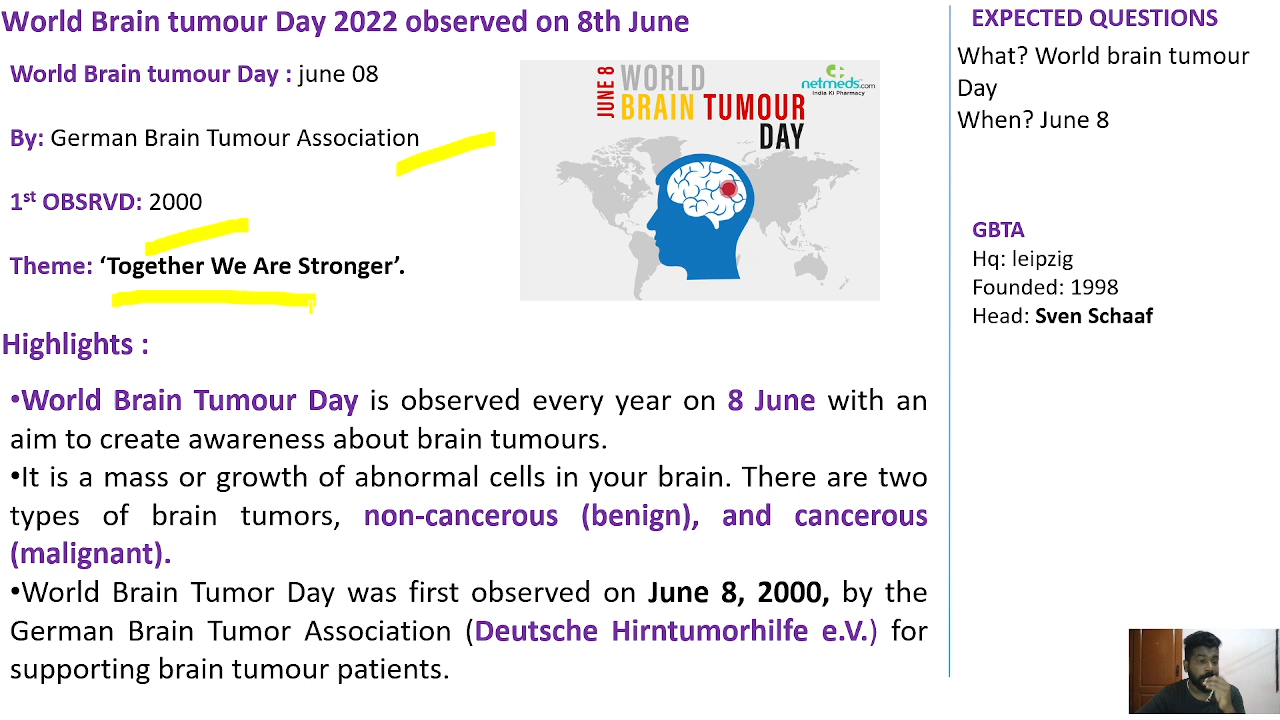 World Brain tumour Day 2022 observed on 8th June
World Brain tumour Day : june 08
By: German Brain Tumour Association
1st OBSRVD: 2000
Theme: ‘Together We Are Stronger’.
JUNE 8
WORLD
BRAIN TUMOUR
DAY
netmeds.com
India Ki Pharmacy
Highlights :
•World Brain Tumour Day is observed every year on 8 June with an
aim to create awareness about brain tumours.
•It is a mass or growth of abnormal cells in your brain. There are two
types of brain tumors, non-cancerous (benign), and cancerous
(malignant).
•World Brain Tumor Day was first observed on June 8, 2000, by the
German Brain Tumor Association (Deutsche Hirntumorhilfe e.V.) for
supporting brain tumour patients.
EXPECTED QUESTIONS
What? World brain tumour
Day
When? June 8
GBTA
Hq: leipzig
Founded: 1998
Head: Sven Schaaf